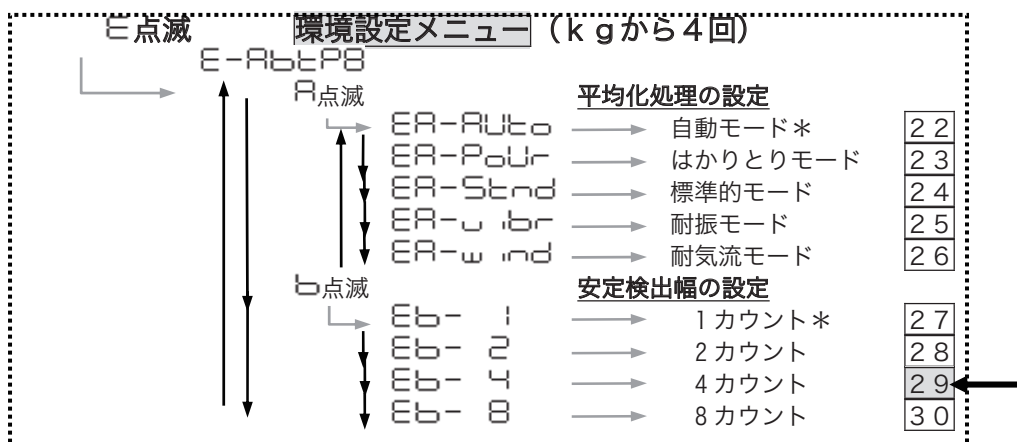 E点滅 環境設定メニュー(kgから4回)
E-AbtP8
A点滅 平均化処理の設定
EA-AUto 自動モード* 22
EA-PoUr はかりとりモード 23
EA-Stnd 標準的モード 24
EA-vibr 耐振モード 25
EA-wind 耐気流モード 26
b点滅 安定検出幅の設定
Eb- 1 1カウント* 27
Eb- 2 2カウント 28
Eb- 4 4カウント 29
Eb- 8 8カウント 30